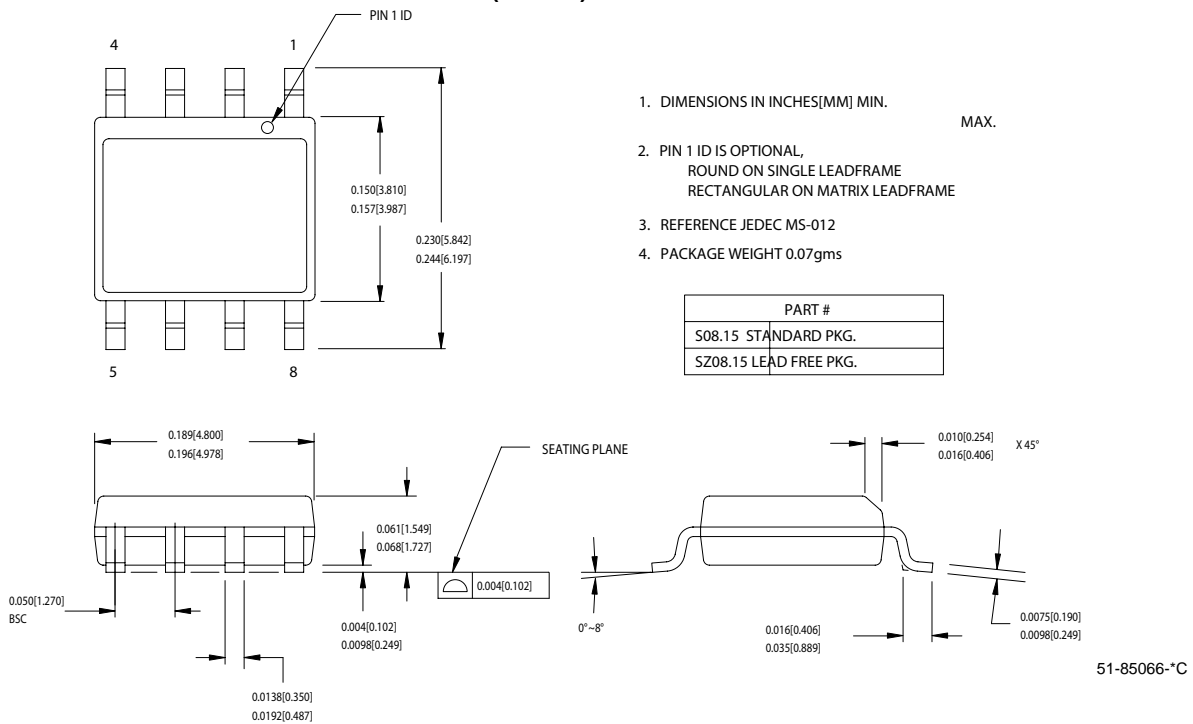 PIN 1 ID
4 1
1. DIMENSIONS IN INCHES[MM] MIN.
MAX.
2. PIN 1 ID IS OPTIONAL,
ROUND ON SINGLE LEADFRAME
RECTANGULAR ON MATRIX LEADFRAME
3. REFERENCE JEDEC MS-012
4. PACKAGE WEIGHT 0.07gms
0.150[3.810]
0.157[3.987]
0.230[5.842]
0.244[6.197]
PART #
S08.15 STANDARD PKG.
SZ08.15 LEAD FREE PKG.
5 8
0.189[4.800]
0.196[4.978]
SEATING PLANE
0.010[0.254]
0.016[0.406]
X 45°
0.061[1.549]
0.068[1.727]
0.004[0.102]
0.050[1.270]
BSC
0.004[0.102]
0.0098[0.249]
0°~8°
0.016[0.406]
0.035[0.889]
0.0075[0.190]
0.0098[0.249]
0.0138[0.350]
0.0192[0.487]
51-85066-*C